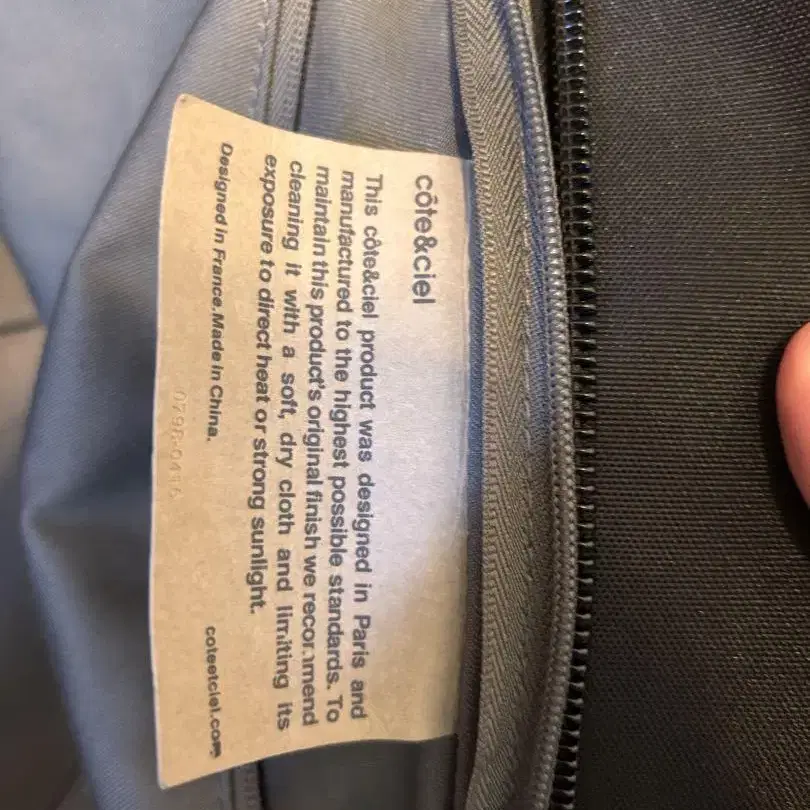 côte&ciel
This côte&ciel product was designed in Paris and
manufactured to the highest possible standards. To
maintain this product's original finish we recommend
cleaning it with a soft, dry cloth and limiting its
exposure to direct heat or strong sunlight.
Designed in France.Made in China.
coteetciel.com